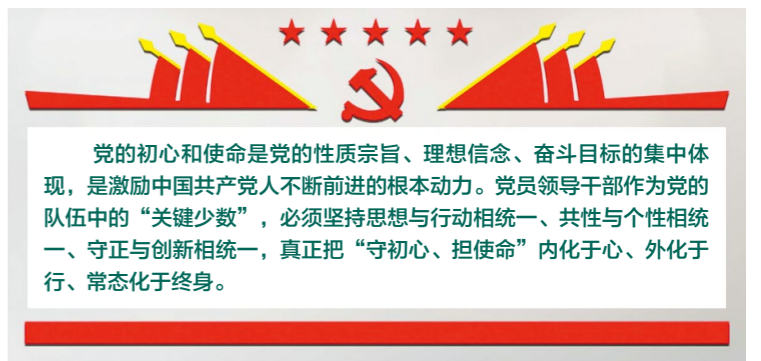 党的初心和使命是党的性质宗旨、理想信念、奋斗目标的集中体
现，是激励中国共产党人不断前进的根本动力。党员领导干部作为党的
队伍中的“关键少数”，必须坚持思想与行动相统一、共性与个性相统
一、守正与创新相统一，真正把“守初心、担使命”内化于心、外化于
行、常态化于终身。